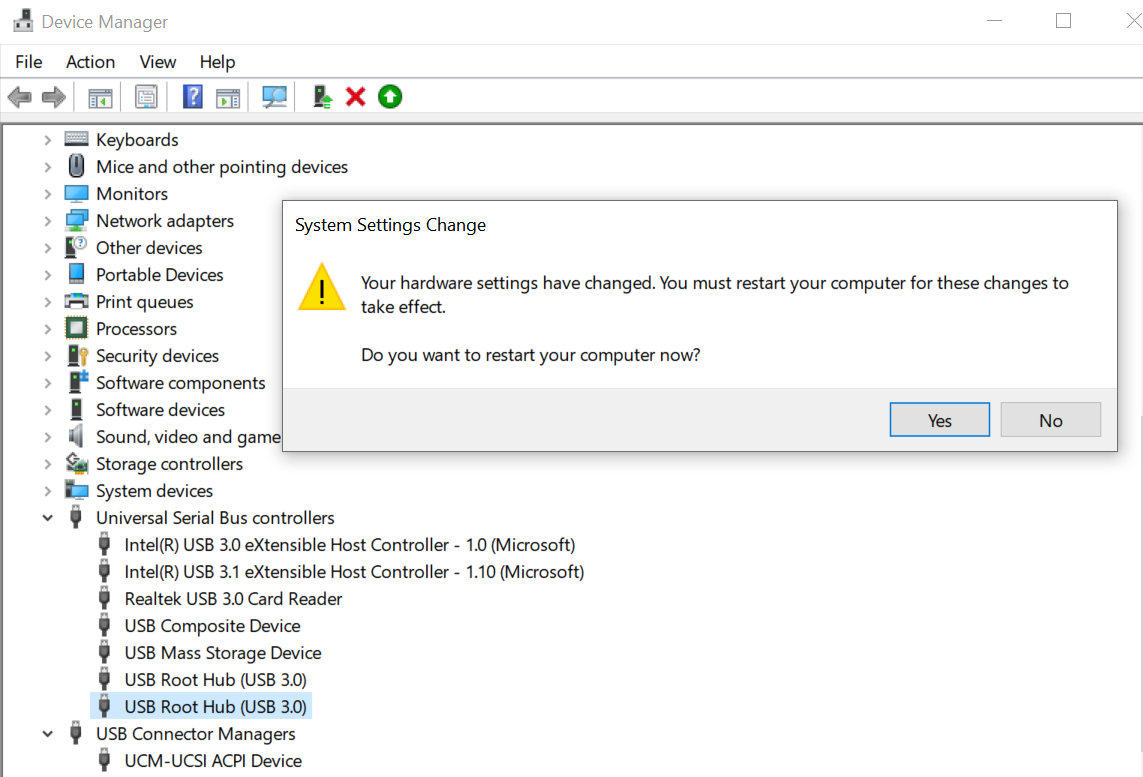 Device Manager
File Action View Help
Keyboards
Mice and other pointing devices
Monitors
Network adapters
Other devices
Portable Devices
Print queues
Processors
Security devices
Software components
Software devices
Sound, video and game
Storage controllers
System devices
Universal Serial Bus controllers
Intel(R) USB 3.0 eXtensible Host Controller - 1.0 (Microsoft)
Intel(R) USB 3.1 eXtensible Host Controller - 1.10 (Microsoft)
Realtek USB 3.0 Card Reader
USB Composite Device
USB Mass Storage Device
USB Root Hub (USB 3.0)
USB Root Hub (USB 3.0)
USB Connector Managers
UCM-UCSI ACPI Device
System Settings Change
Your hardware settings have changed. You must restart your computer for these changes to
take effect.
Do you want to restart your computer now?
Yes No